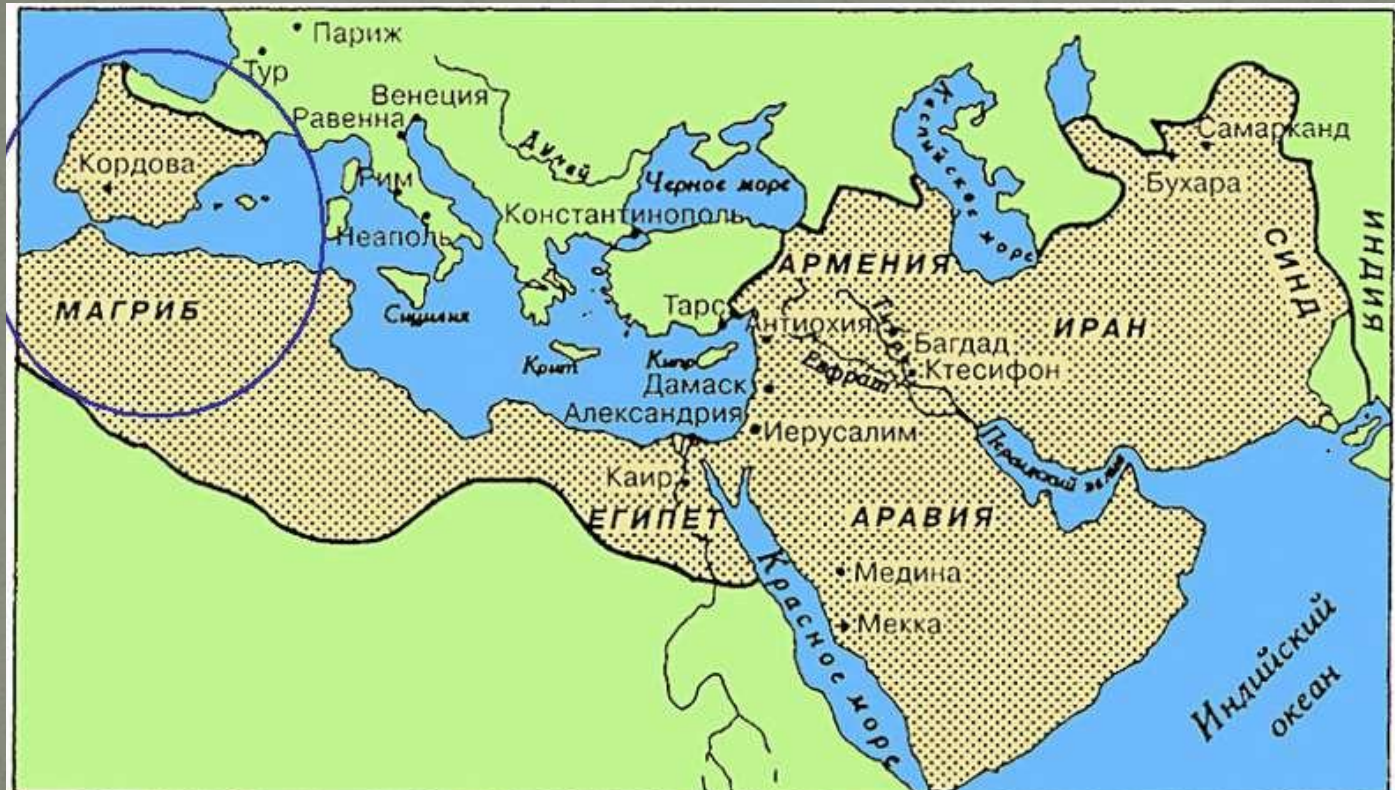 Париж
Тур
Венеция
Равенна
Дунай
Каспийское море
Самарканд
Бухара
Кордова
Рим
Черное море
Константинополь
Неаполь
ИНДИЯ
СИНД
АРМЕНИЯ
МАГРИБ
Сицилия
Тарс
Антиохия
Тигр
Багдад
ИРАН
Крит
Кипр
Евфрат
Ктесифон
Дамаск
Александрия
Иерусалим
Персидский залив
Каир
ЕГИПЕТ
АРАВИЯ
Красное море
Медина
Мекка
Индийский
океан